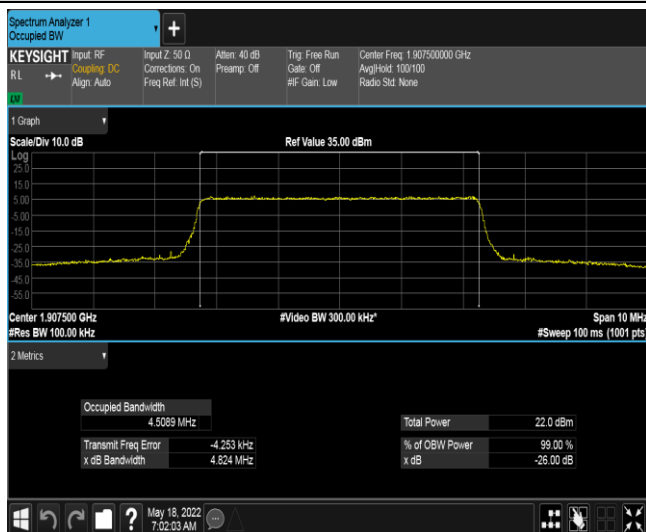 Spectrum Analyzer 1
Occupied BW
+
KEYSIGHT Input: RF Input Z: 50 Ω Atten: 40 dB Trig: Free Run Center Freq: 1.907500000 GHz
RL Coupling: DC Corrections: On Preamp: Off Gate: Off Avg|Hold: 100/100
Align: Auto Freq Ref: Int (S) #IF Gain: Low Radio Std: None
1 Graph
Scale/Div 10.0 dB Ref Value 35.00 dBm
Log
25.0
15.0
5.00
-5.00
-15.0
-25.0
-35.0
-45.0
-55.0
Center 1.907500 GHz #Video BW 300.00 kHz* Span 10 MHz
#Res BW 100.00 kHz #Sweep 100 ms (1001 pts)
2 Metrics
Occupied Bandwidth
4.5089 MHz Total Power 22.0 dBm
Transmit Freq Error -4.253 kHz % of OBW Power 99.00 %
x dB Bandwidth 4.824 MHz x dB -26.00 dB
? May 18, 2022
7:02:03 AM